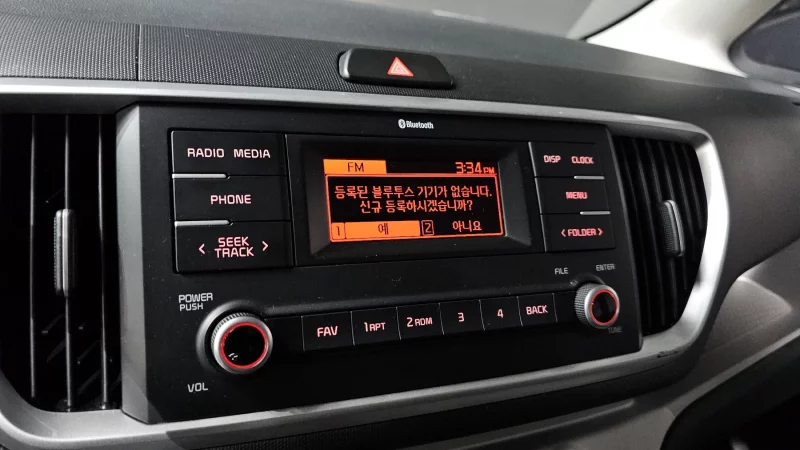 Bluetooth
RADIO MEDIA
PHONE
< SEEK >
TRACK
FM 3:34 PM
등록된 블루투스 기기가 없습니다.
신규 등록하시겠습니까?
1 예 2 아니요
DISP CLOCK
MENU
< FOLDER >
POWER
PUSH
VOL
FAV
1 RPT
2 RDM
3
4
BACK
FILE
ENTER
TUNE